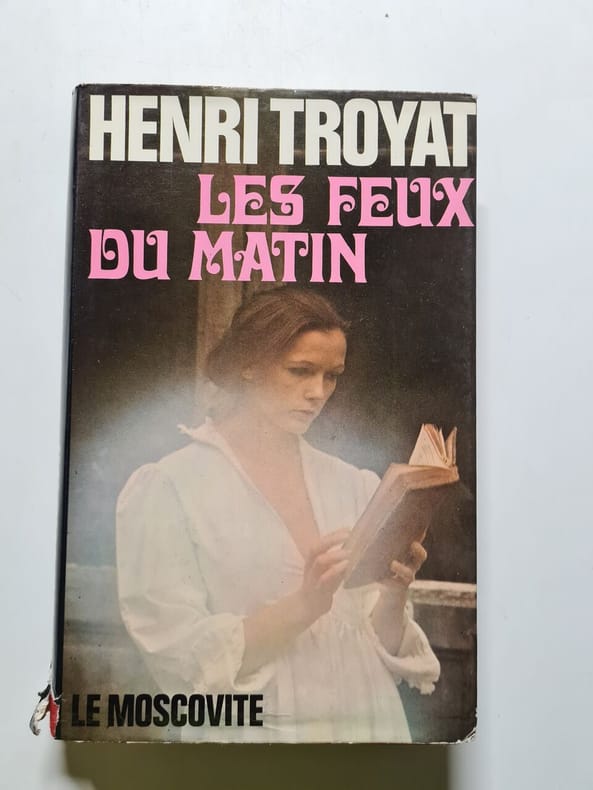 HENRI TROYAT
LES FEUX
DU MATIN
LE MOSCOVITE